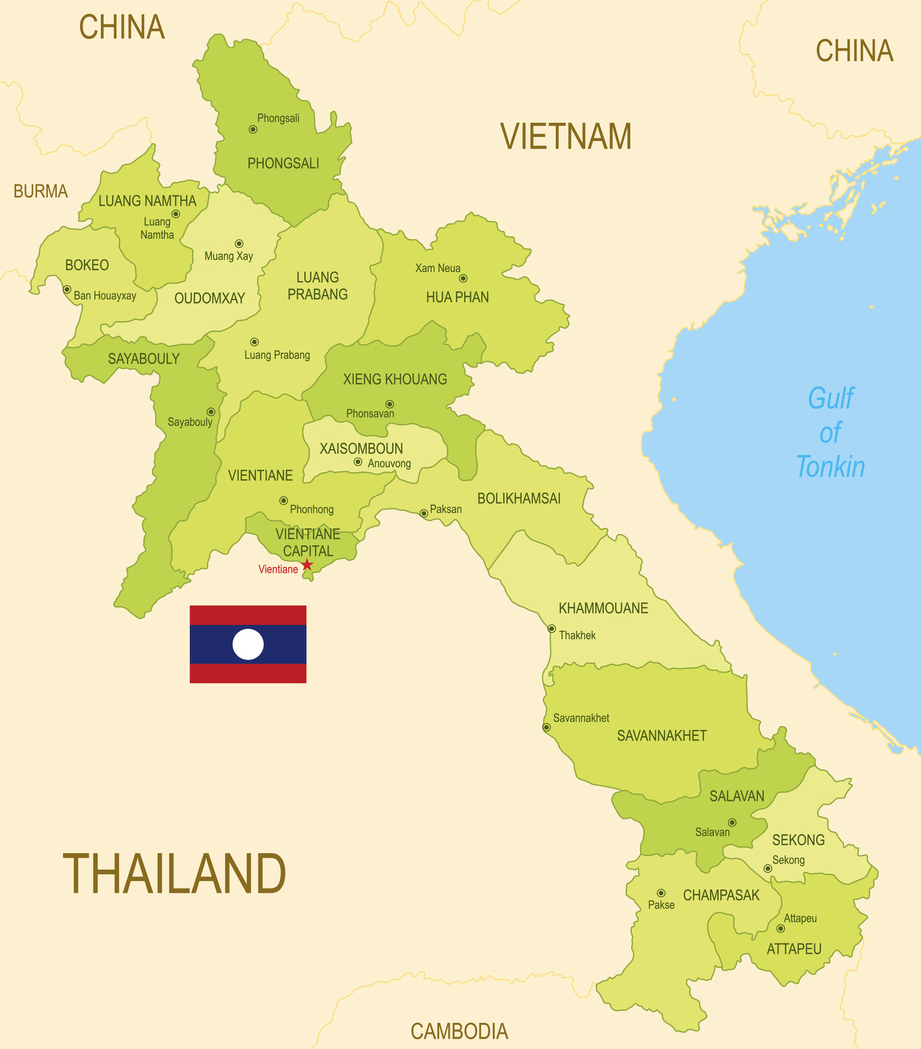 CHINA
CHINA
Phongsali
VIETNAM
PHONGSALI
BURMA
LUANG NAMTHA
Luang
Namtha
Muang Xay
BOKEO
Xam Neua
LUANG
PRABANG
Ban Houayxay
OUDOMXAY
HUA PHAN
SAYABOULY
Luang Prabang
XIENG KHOUANG
Gulf
of
Tonkin
Phonsavan
Sayabouly
XAISOMBOUN
Anouvong
VIENTIANE
BOLIKHAMSAI
Phonhong
Paksan
VIENTIANE
CAPITAL
Vientiane
KHAMMOUANE
Thakhek
Savannakhet
SAVANNAKHET
SALAVAN
Salavan
SEKONG
Sekong
THAILAND
CHAMPASAK
Pakse
Attapeu
ATTAPEU
CAMBODIA